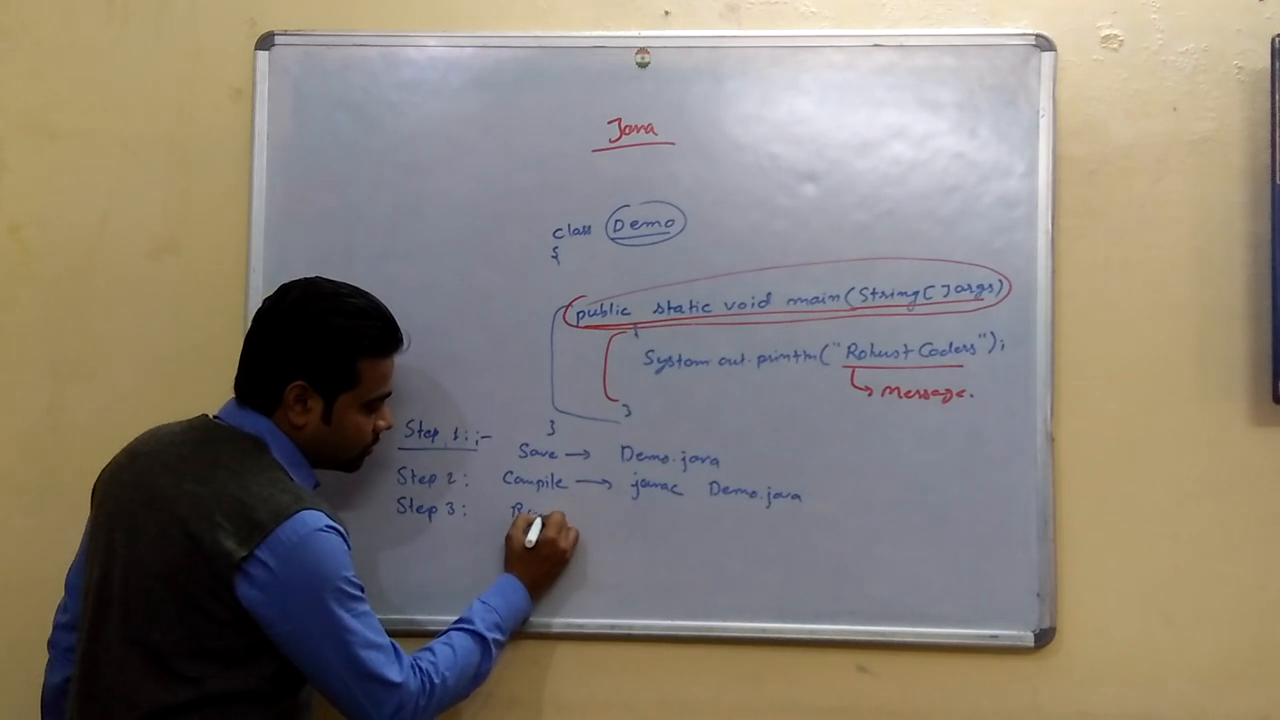 Java
class Demo
{
public static void main(String[]args)
{
System.out.println("Robust Coders");
Message.
}
}
Step 1:;- Save → Demo.java
Step 2: Compile → javac Demo.java
Step 3: